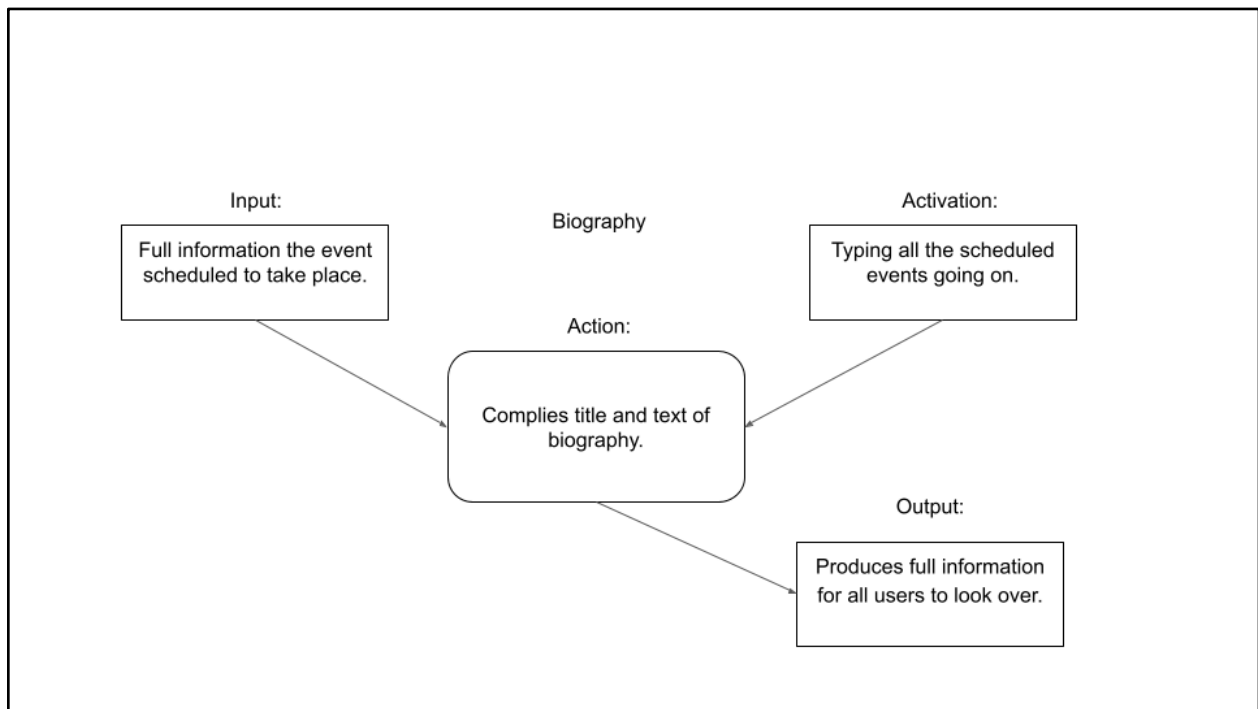 Input:
Full information the event
scheduled to take place.
Biography
Activation:
Typing all the scheduled
events going on.
Action:
Complies title and text of
biography.
Output:
Produces full information
for all users to look over.